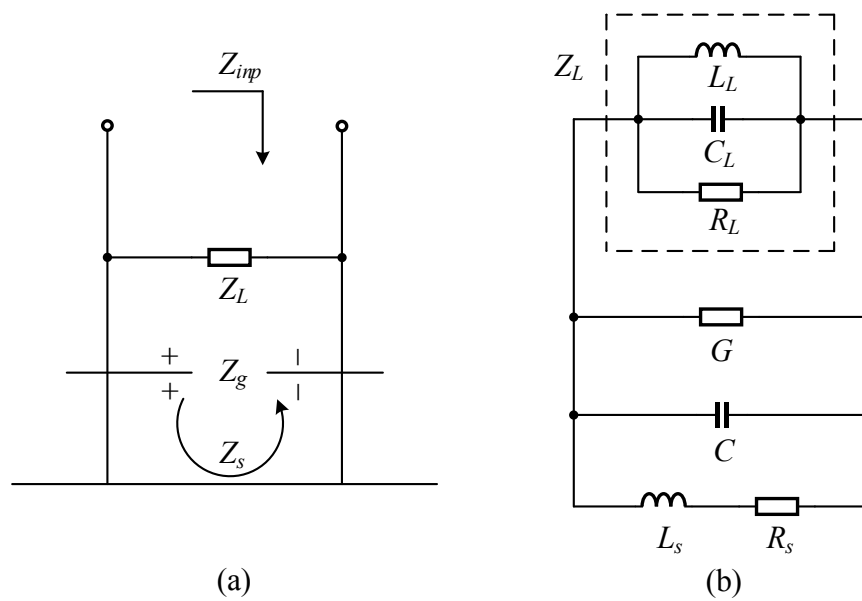 Z_inp
Z_L
+ Z_g −
+ −
Z_s
(a)
Z_L
L_L
C_L
R_L
G
C
L_s R_s
(b)